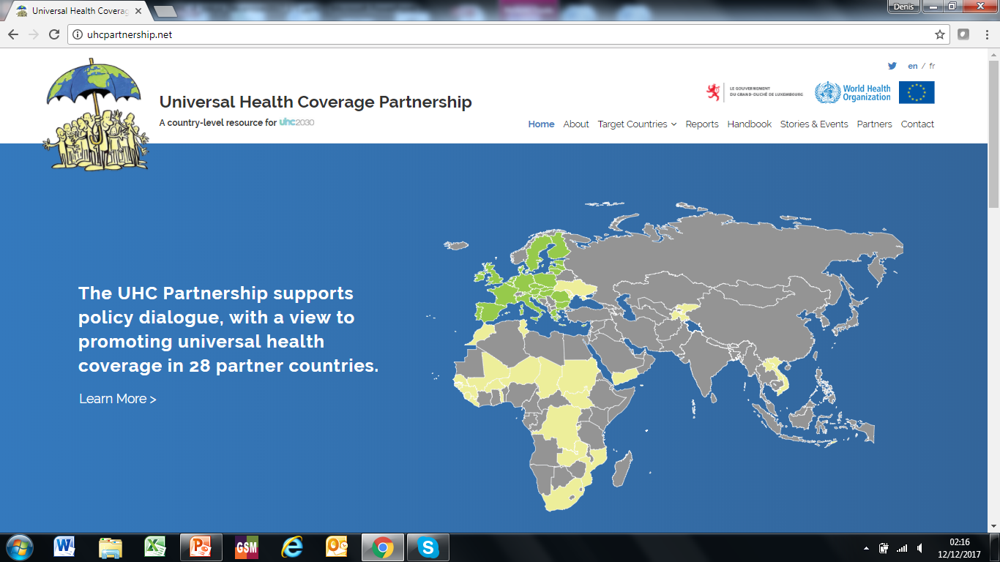 Universal Health Coverag
Denis
uhcpartnership.net
en / fr
Universal Health Coverage Partnership
A country-level resource for uhc2030
LE GOUVERNEMENT
DU GRAND-DUCHÉ DE LUXEMBOURG
World Health
Organization
Home About Target Countries Reports Handbook Stories & Events Partners Contact
The UHC Partnership supports
policy dialogue, with a view to
promoting universal health
coverage in 28 partner countries.
Learn More >
GSM
02:16
12/12/2017